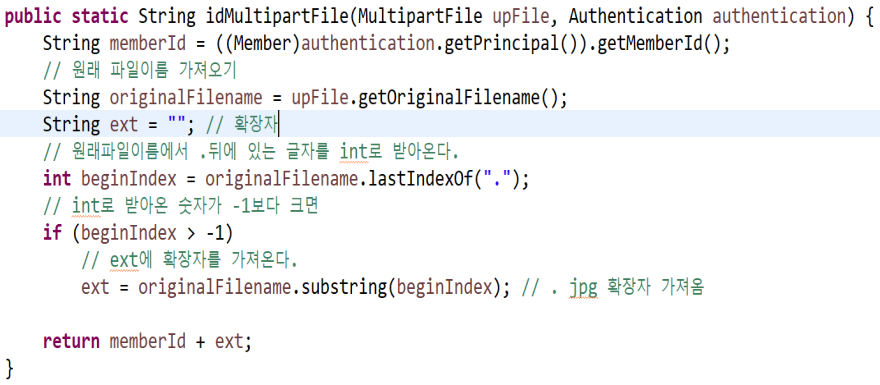 public static String idMultipartFile(MultipartFile upFile, Authentication authentication) {
    String memberId = ((Member)authentication.getPrincipal()).getMemberId();
    // 원래 파일이름 가져오기
    String originalFilename = upFile.getOriginalFilename();
    String ext = ""; // 확장자
    // 원래파일이름에서 .뒤에 있는 글자를 int로 받아온다.
    int beginIndex = originalFilename.lastIndexOf(".");
    // int로 받아온 숫자가 -1보다 크면
    if (beginIndex > -1)
        // ext에 확장자를 가져온다.
        ext = originalFilename.substring(beginIndex); // . jpg 확장자 가져옴
    return memberId + ext;
}